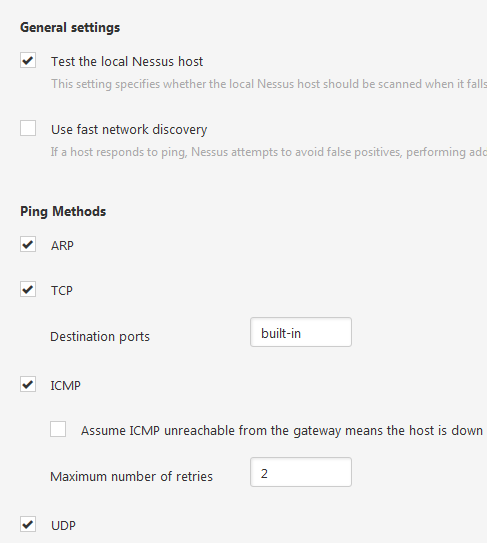 General settings
Test the local Nessus host
This setting specifies whether the local Nessus host should be scanned when it falls
Use fast network discovery
If a host responds to ping, Nessus attempts to avoid false positives, performing add
Ping Methods
ARP
TCP
Destination ports built-in
ICMP
Assume ICMP unreachable from the gateway means the host is down
Maximum number of retries 2
UDP